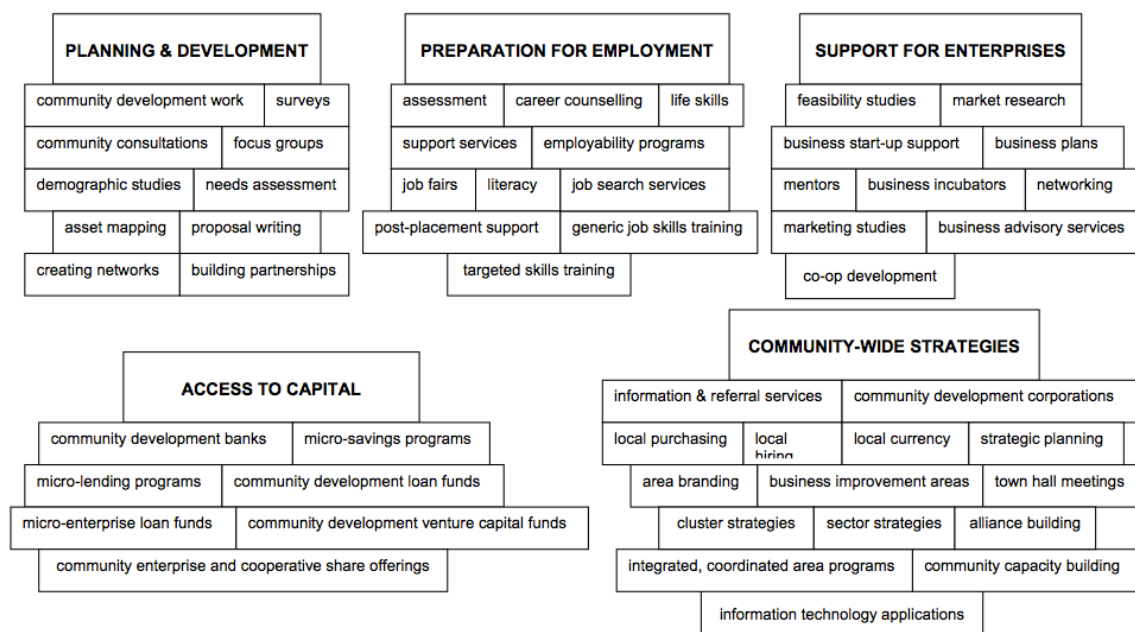 PLANNING & DEVELOPMENT
community development work surveys
community consultations focus groups
demographic studies needs assessment
asset mapping proposal writing
creating networks building partnerships
PREPARATION FOR EMPLOYMENT
assessment career counselling life skills
support services employability programs
job fairs literacy job search services
post-placement support generic job skills training
targeted skills training
SUPPORT FOR ENTERPRISES
feasibility studies market research
business start-up support business plans
mentors business incubators networking
marketing studies business advisory services
co-op development
ACCESS TO CAPITAL
community development banks micro-savings programs
micro-lending programs community development loan funds
micro-enterprise loan funds community development venture capital funds
community enterprise and cooperative share offerings
COMMUNITY-WIDE STRATEGIES
information & referral services community development corporations
local purchasing local hiring local currency strategic planning
area branding business improvement areas town hall meetings
cluster strategies sector strategies alliance building
integrated, coordinated area programs community capacity building
information technology applications